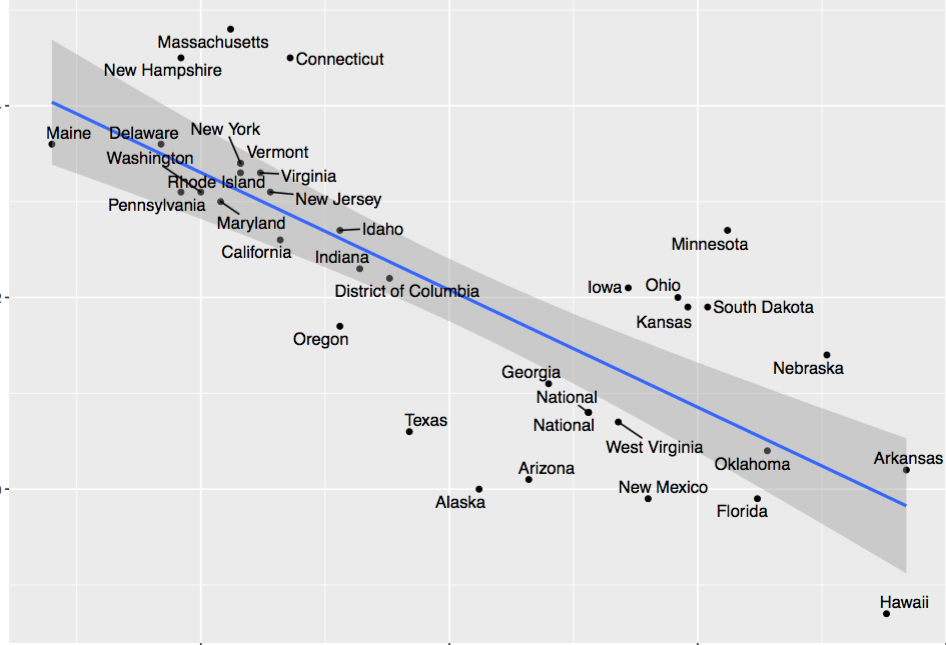 Massachusetts
Connecticut
New Hampshire
New York
Maine
Delaware
Vermont
Washington
Virginia
Rhode Island
New Jersey
Pennsylvania
Maryland
Idaho
Minnesota
California
Indiana
District of Columbia
Iowa
Ohio
South Dakota
Kansas
Oregon
Nebraska
Georgia
National
Texas
National
West Virginia
Arkansas
Oklahoma
Arizona
New Mexico
Alaska
Florida
Hawaii